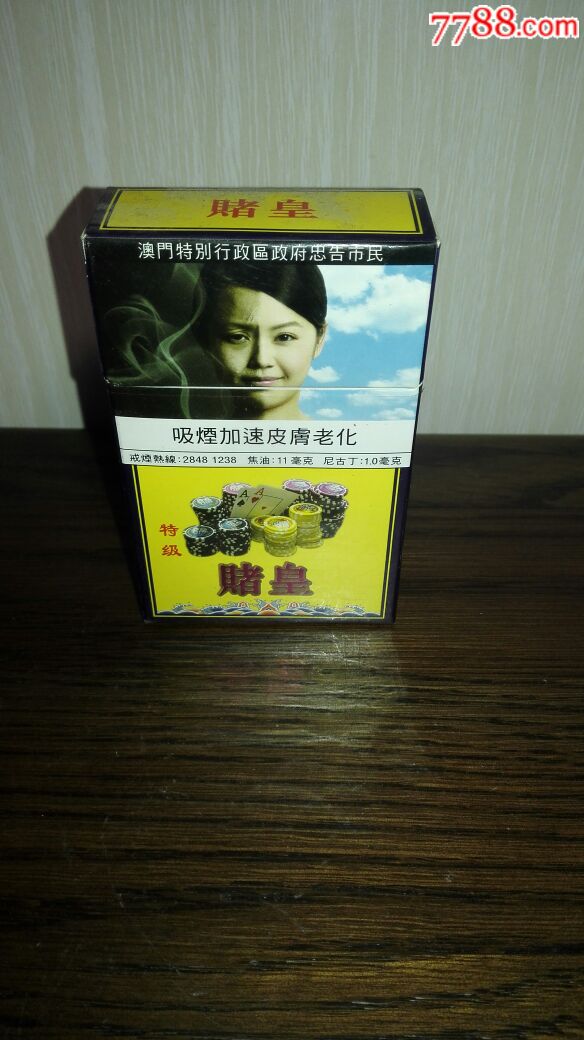 7788.com
賭皇
澳門特別行政區政府忠告市民
吸煙加速皮膚老化
戒煙熱線:2848 1238 焦油:11毫克 尼古丁:1.0毫克
A A
特级
賭皇